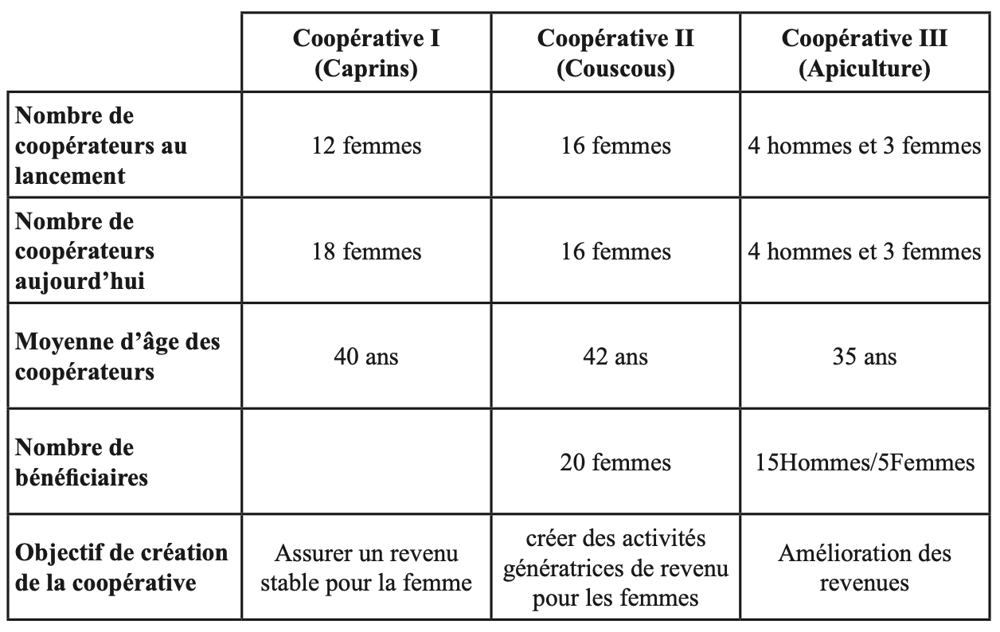 Coopérative I
(Caprins)
Coopérative II
(Couscous)
Coopérative III
(Apiculture)
Nombre de
coopérateurs au
lancement
12 femmes
16 femmes
4 hommes et 3 femmes
Nombre de
coopérateurs
aujourd’hui
18 femmes
16 femmes
4 hommes et 3 femmes
Moyenne d’âge des
coopérateurs
40 ans
42 ans
35 ans
Nombre de
bénéficiaires
20 femmes
15Hommes/5Femmes
Objectif de création
de la coopérative
Assurer un revenu
stable pour la femme
créer des activités
génératrices de revenu
pour les femmes
Amélioration des
revenues